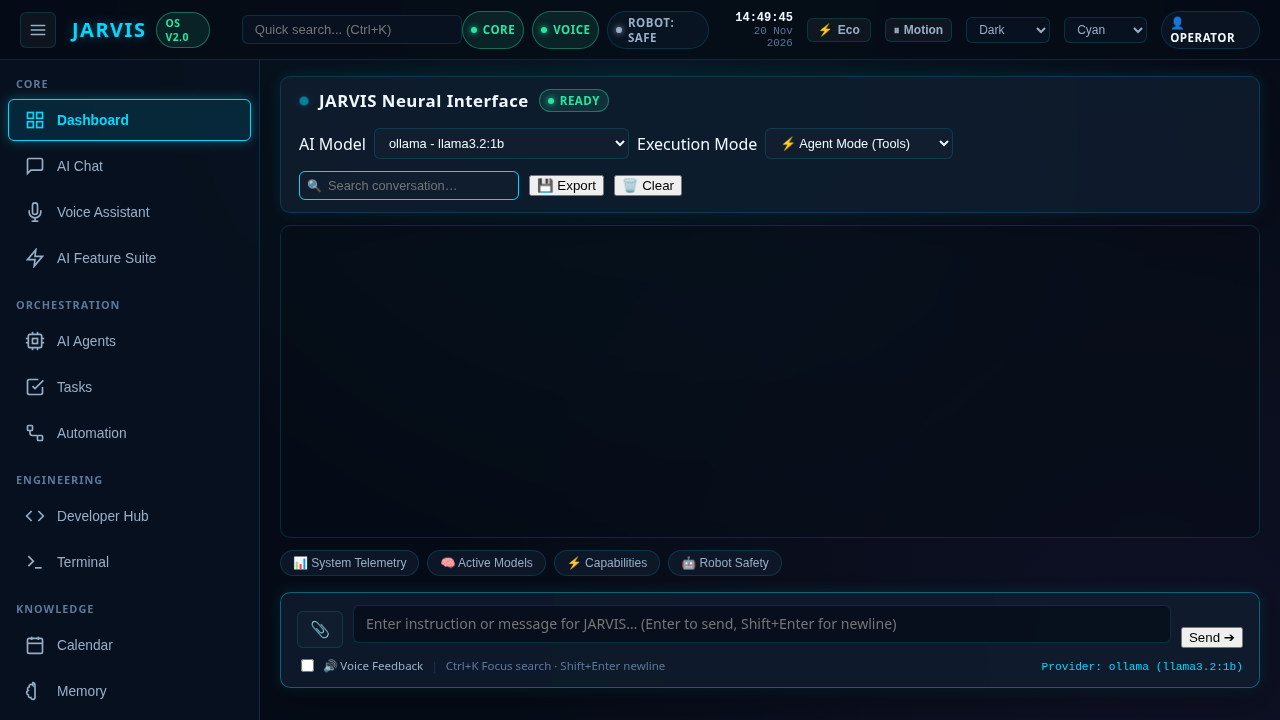 JARVIS
OS
V2.0
Quick search... (Ctrl+K)
CORE
VOICE
ROBOT:
SAFE
14:49:45
20 Nov
2026
⚡ Eco
Motion
Dark
Cyan
👤
OPERATOR
CORE
Dashboard
AI Chat
Voice Assistant
AI Feature Suite
ORCHESTRATION
AI Agents
Tasks
Automation
ENGINEERING
Developer Hub
Terminal
KNOWLEDGE
Calendar
Memory
JARVIS Neural Interface
READY
AI Model
ollama - llama3.2:1b
Execution Mode
⚡ Agent Mode (Tools)
🔍 Search conversation…
💾 Export
🗑️ Clear
📊 System Telemetry
🧠 Active Models
⚡ Capabilities
🤖 Robot Safety
📎
Enter instruction or message for JARVIS... (Enter to send, Shift+Enter for newline)
Send ➔
🔊 Voice Feedback
Ctrl+K Focus search · Shift+Enter newline
Provider: ollama (llama3.2:1b)